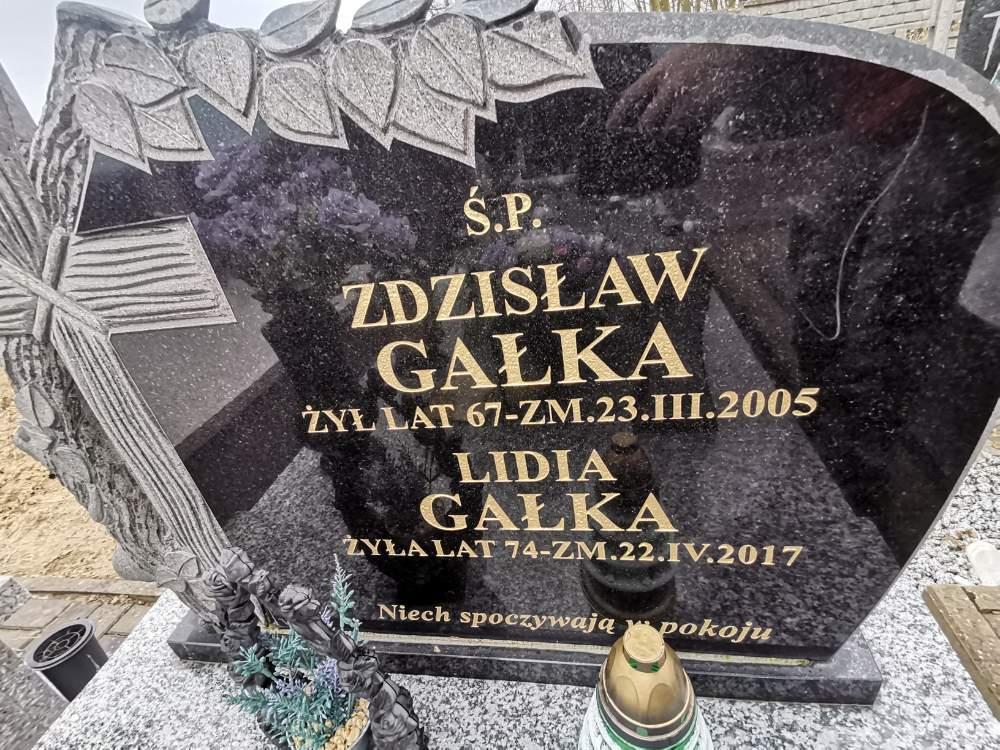 Ś.P.
ZDZISŁAW
GAŁKA
ŻYŁ LAT 67-ZM.23.III.2005
LIDIA
GAŁKA
ŻYŁA LAT 74-ZM.22.IV.2017
Niech spoczywają w pokoju